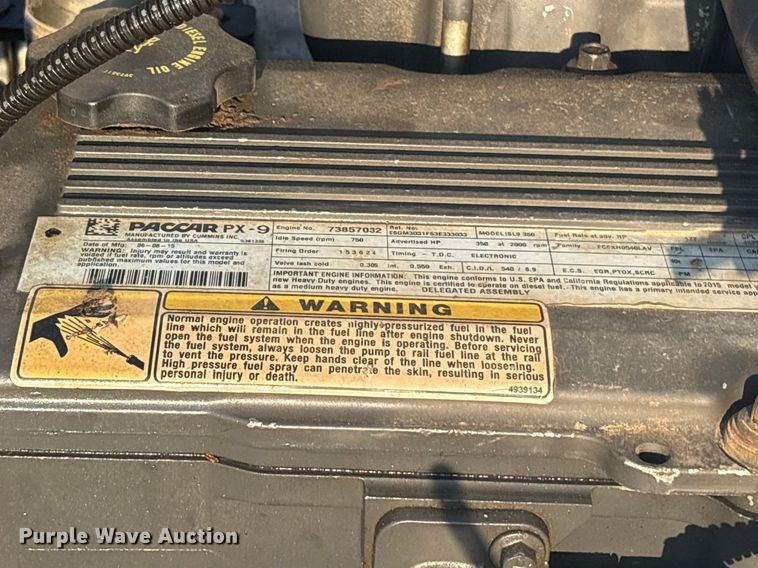 DIESEL ENGINE OIL
PACCAR PX-9
MANUFACTURED BY CUMMINS INC.
Assembled in the USA
Date of Mfg: 06-08-15
WARNING: Injury may result and warranty is
voided if fuel rate, rpm or altitudes exceed
published maximum values for this model and
application.
Engine No. 73857032
Idle Speed (rpm) 750
Firing Order 153624
Valve lash cold 0.305 Int. 0.559 Exh. C.I.D./L 540 / 8.9
Ref. No.
Advertised HP 350 at 2000 rpm
Timing - T.D.C. ELECTRONIC
MODEL ISL9 350
Fuel Rate at adv. HP
Family
E.C.S. EGR,PTOX,SCRC
FEL
EPA
PM
IMPORTANT ENGINE INFORMATION: This engine conforms to U.S. EPA and California Regulations applicable to 2015 model
new Heavy Duty engines. This engine is certified to operate on diesel fuel. This engine has a primary intended service
as a medium heavy duty engine. DELEGATED ASSEMBLY
WARNING
Normal engine operation creates highly pressurized fuel in the fuel
line which will remain in the fuel line after engine shutdown. Never
open the fuel system when the engine is operating. Before servicing
the fuel system, always loosen the pump to rail fuel line at the rail
to vent the pressure. Keep hands clear of the line when loosening.
High pressure fuel spray can penetrate the skin, resulting in serious
personal injury or death.
4939134
Purple Wave Auction